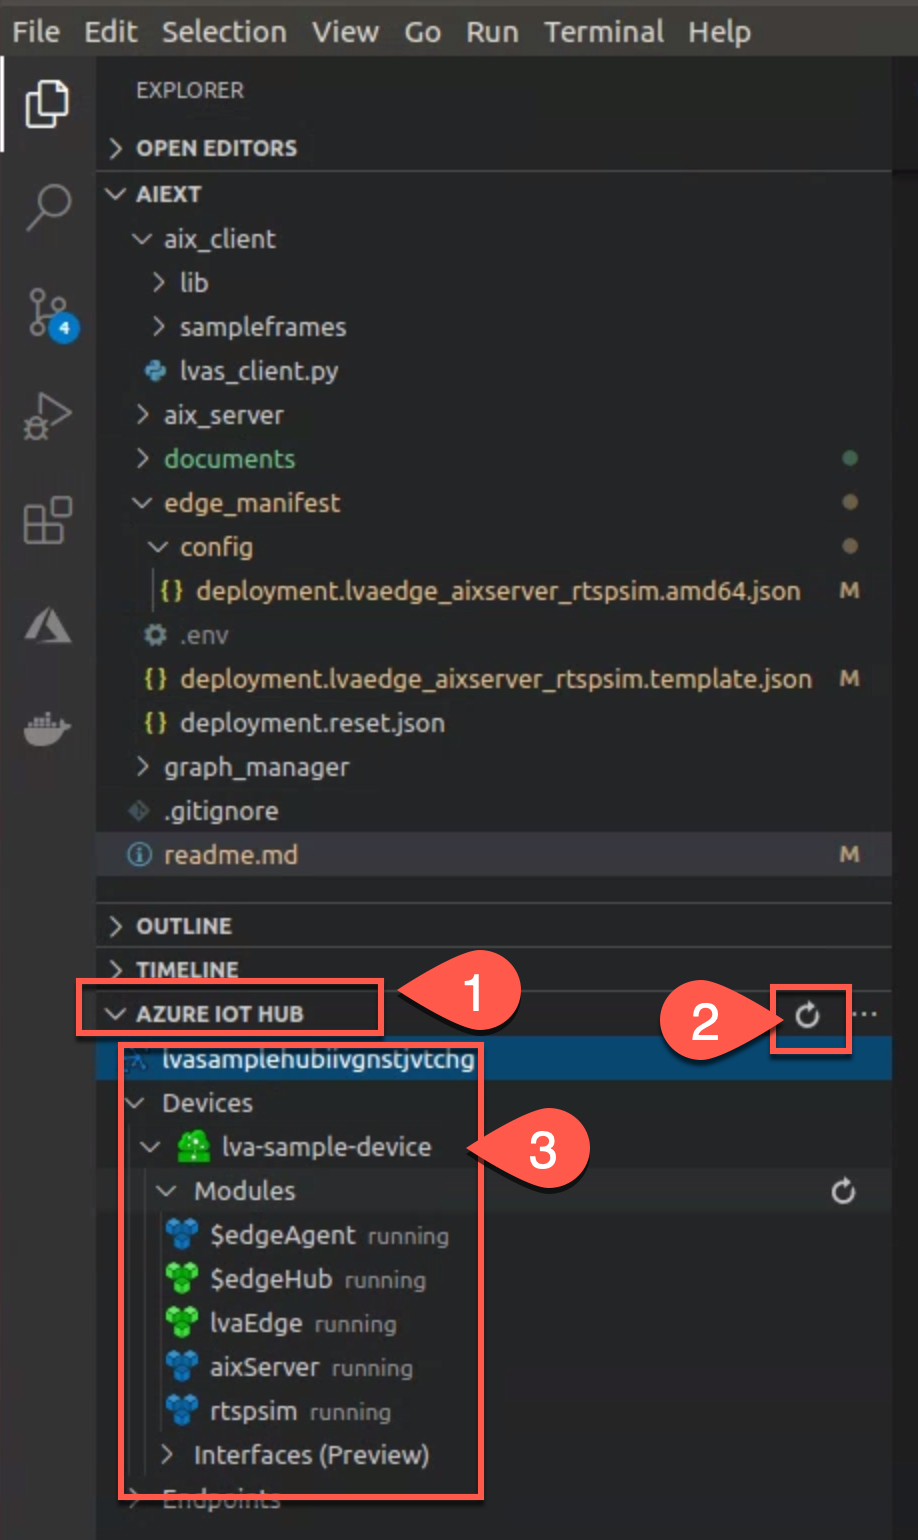 File Edit Selection View Go Run Terminal Help
EXPLORER
OPEN EDITORS
AIEXT
aix_client
lib
sampleframes
4
lvas_client.py
aix_server
documents
edge_manifest
config
{} deployment.lvaedge_aixserver_rtspsim.amd64.json M
.env
{} deployment.lvaedge_aixserver_rtspsim.template.json M
{} deployment.reset.json
graph_manager
.gitignore
readme.md M
OUTLINE
TIMELINE
1
AZURE IOT HUB
2
...
lvasamplehubiivgnstjvtchg
Devices
lva-sample-device
3
Modules
$edgeAgent running
$edgeHub running
lvaEdge running
aixServer running
rtspsim running
Interfaces (Preview)
Endpoints